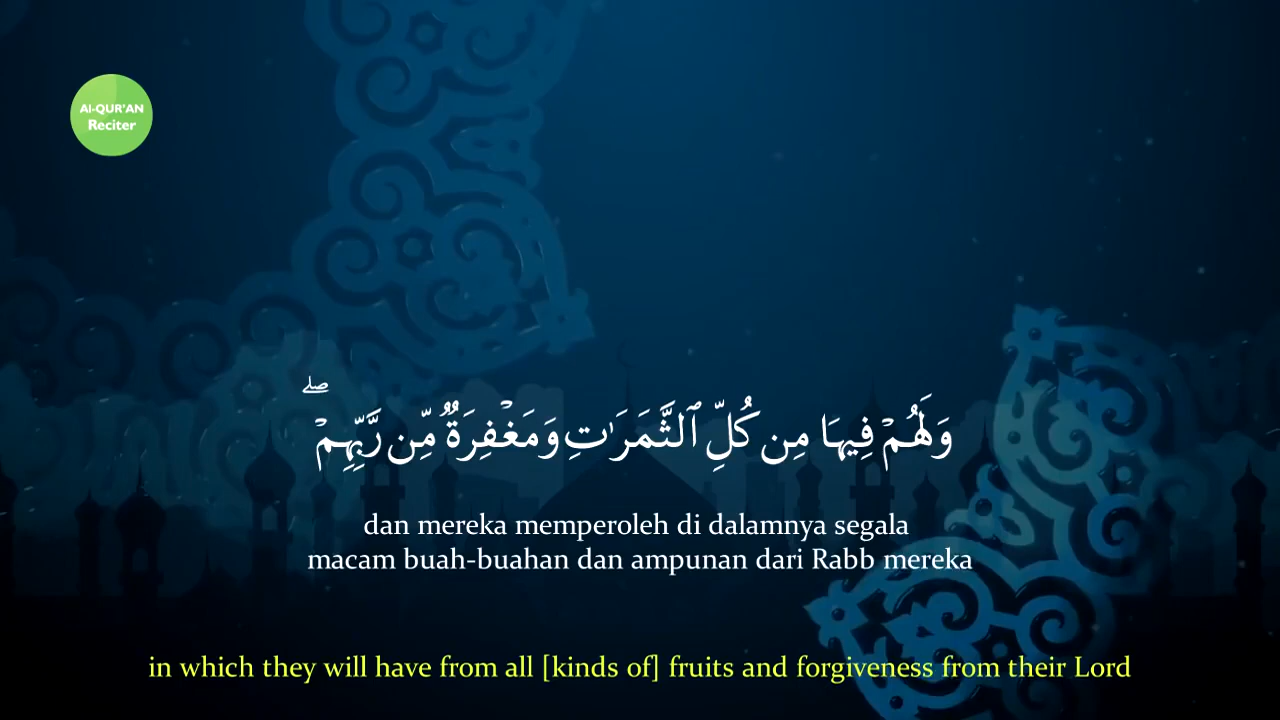 Al-QUR'AN
Reciter
وَلَهُمْ فِيهَا مِن كُلِّ ٱلثَّمَرَٰتِ وَمَغْفِرَةٌ مِّن رَّبِّهِمْ ۖ
dan mereka memperoleh di dalamnya segala
macam buah-buahan dan ampunan dari Rabb mereka
in which they will have from all [kinds of] fruits and forgiveness from their Lord